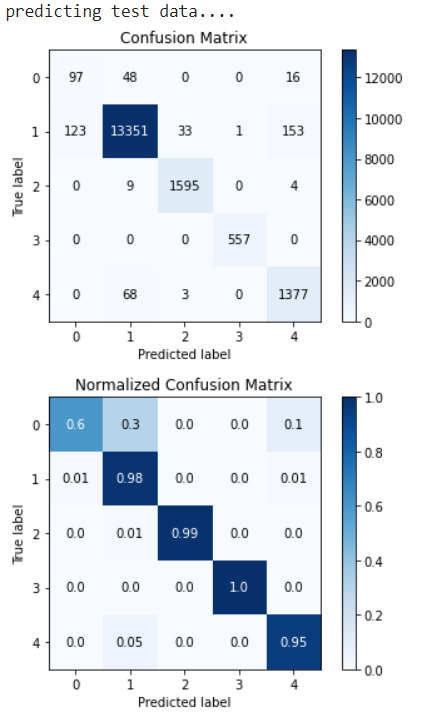 predicting test data....
Confusion Matrix
0 97 48 0 0 16
12000
1 123 13351 33 1 153
10000
8000
2 0 9 1595 0 4
6000
3 0 0 0 557 0
4000
2000
4 0 68 3 0 1377
0
0 1 2 3 4
True label
Predicted label
Normalized Confusion Matrix
1.0
0 0.6 0.3 0.0 0.0 0.1
0.8
1 0.01 0.98 0.0 0.0 0.01
0.6
2 0.0 0.01 0.99 0.0 0.0
0.4
3 0.0 0.0 0.0 1.0 0.0
0.2
4 0.0 0.05 0.0 0.0 0.95
0.0
0 1 2 3 4
True label
Predicted label